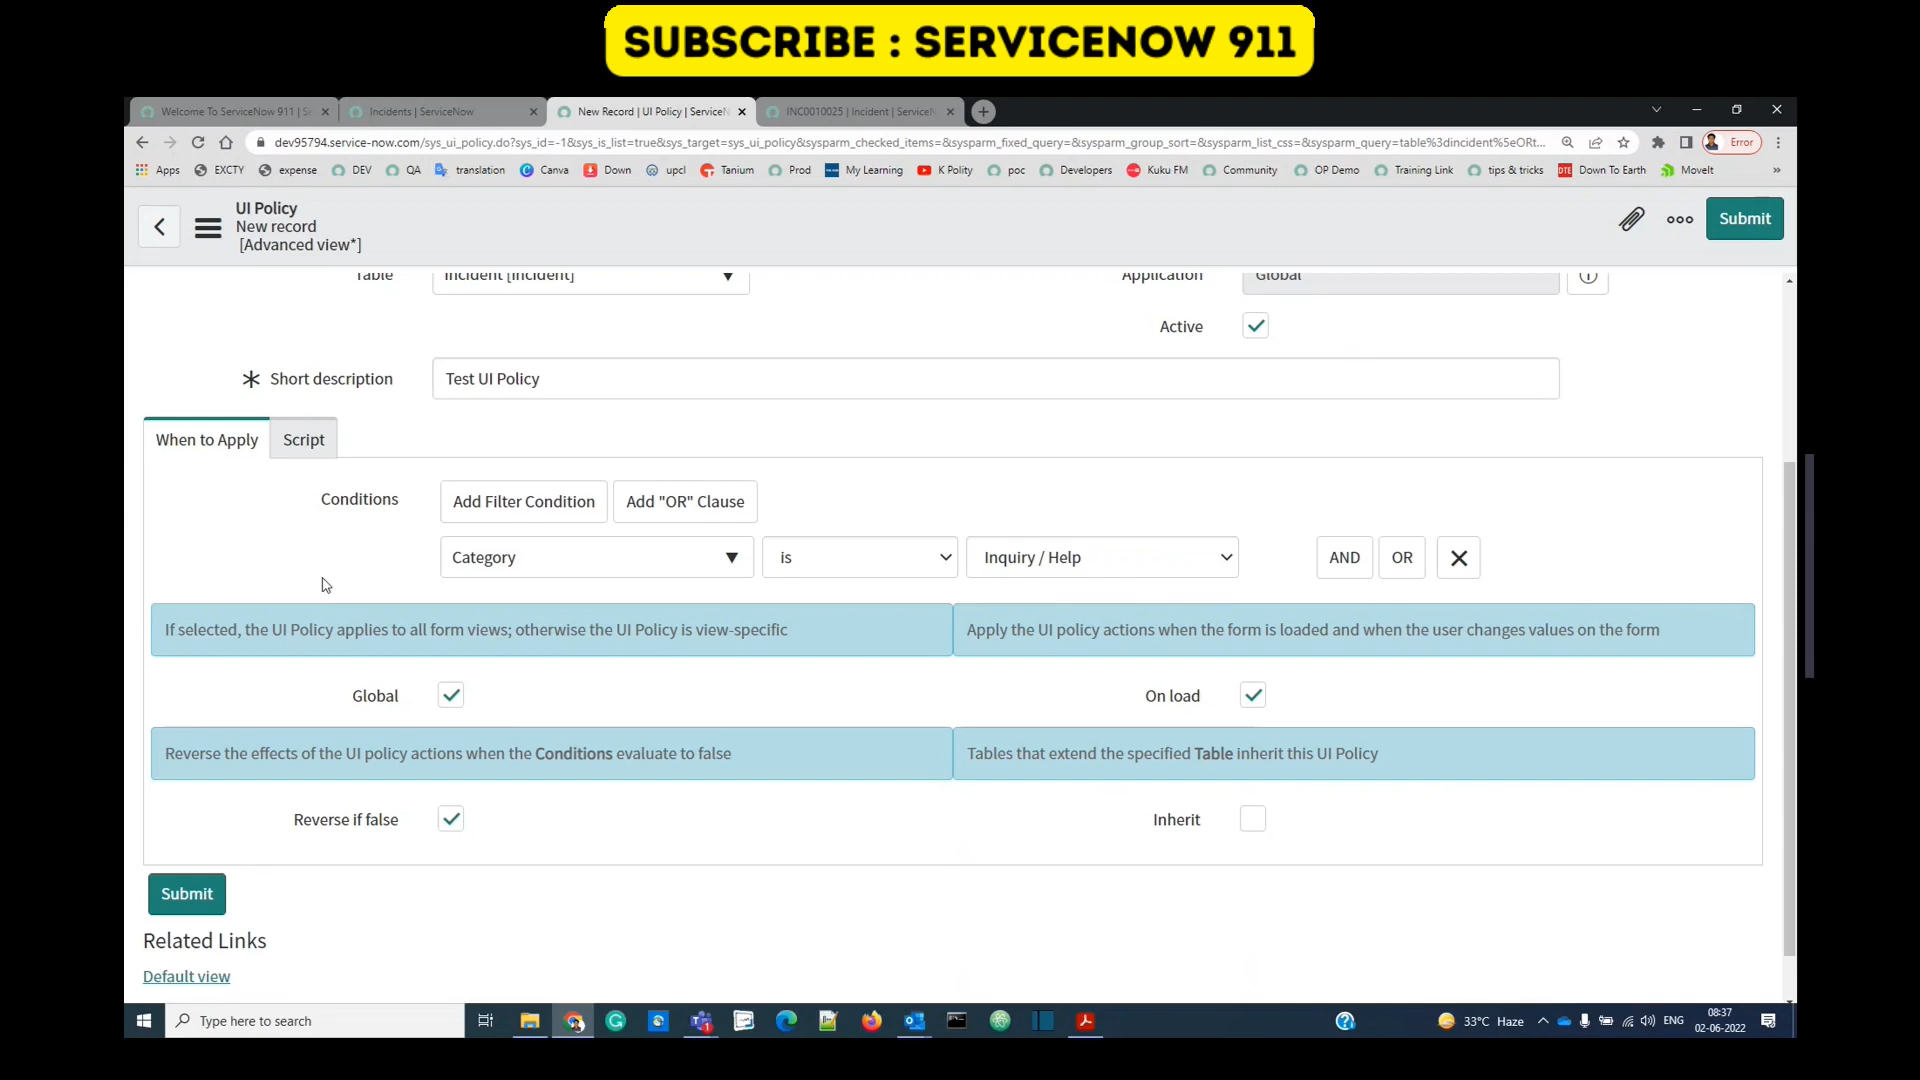 SUBSCRIBE : SERVICENOW 911
Welcome To ServiceNow 911 | Se
Incidents | ServiceNow
New Record | UI Policy | ServiceN
INC0010025 | Incident | ServiceN
dev95794.service-now.com/sys_ui_policy.do?sys_id=-1&sys_is_list=true&sys_target=sys_ui_policy&sysparm_checked_items=&sysparm_fixed_query=&sysparm_group_sort=&sysparm_list_css=&sysparm_query=table%3dincident%5eORt...
Error
Apps
EXCTY
expense
DEV
QA
translation
Canva
Down
upcl
Tanium
Prod
My Learning
K Polity
poc
Developers
Kuku FM
Community
OP Demo
Training Link
tips & tricks
Down To Earth
MoveIt
UI Policy
New record
[Advanced view*]
Submit
Table
Incident [incident]
Application
Global
Active
Short description
Test UI Policy
When to Apply
Script
Conditions
Add Filter Condition
Add "OR" Clause
Category
is
Inquiry / Help
AND
OR
If selected, the UI Policy applies to all form views; otherwise the UI Policy is view-specific
Apply the UI policy actions when the form is loaded and when the user changes values on the form
Global
On load
Reverse the effects of the UI policy actions when the Conditions evaluate to false
Tables that extend the specified Table inherit this UI Policy
Reverse if false
Inherit
Submit
Related Links
Default view
Type here to search
33°C Haze
ENG
08:37
02-06-2022